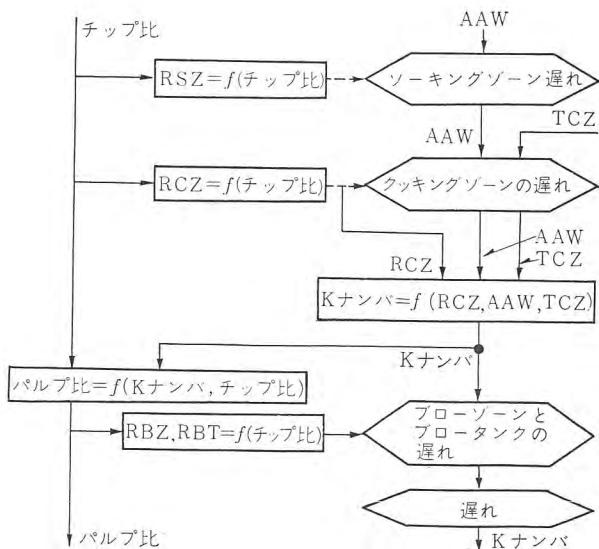 チップ比
AAW
RSZ=f(チップ比)
ソーキングゾーン遅れ
AAW
TCZ
RCZ=f(チップ比)
クッキングゾーンの遅れ
AAW
RCZ
TCZ
Kナンバ=f(RCZ,AAW,TCZ)
Kナンバ
パルプ比=f(Kナンバ,チップ比)
RBZ,RBT=f(チップ比)
ブローゾーンと
ブロータンクの
遅れ
遅れ
パルプ比
Kナンバ